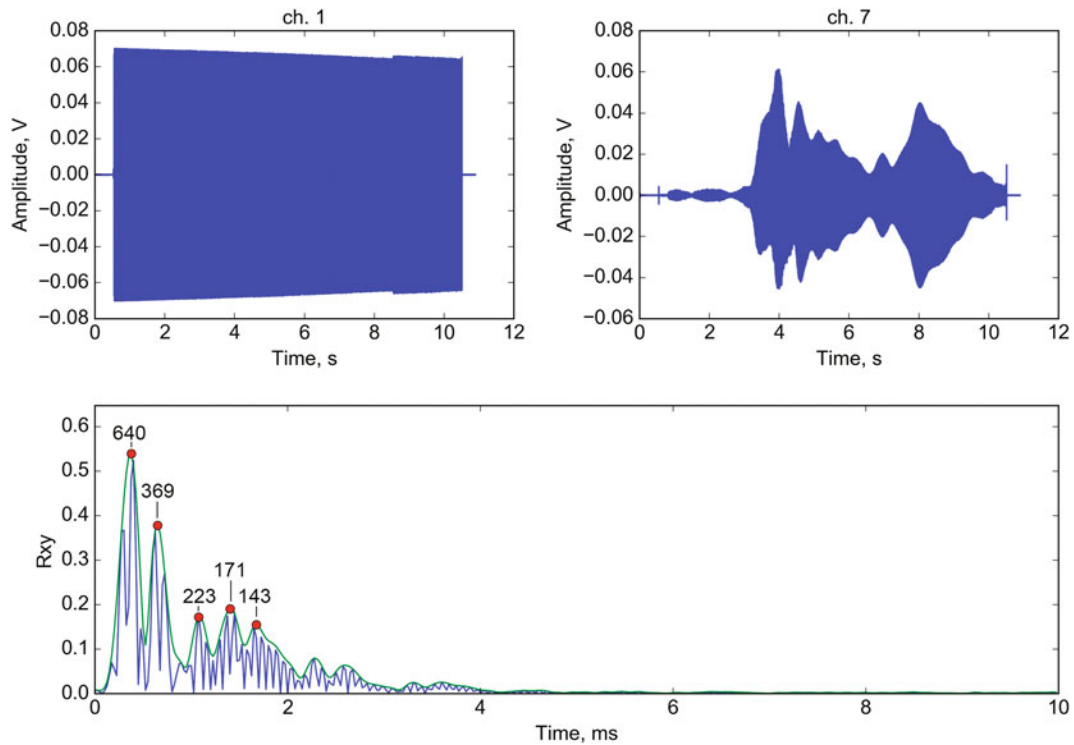 ch. 1
0.08
0.06
0.04
0.02
0.00
−0.02
−0.04
−0.06
−0.08
Amplitude, V
0 2 4 6 8 10 12
Time, s
ch. 7
0.08
0.06
0.04
0.02
0.00
−0.02
−0.04
−0.06
Amplitude, V
0 2 4 6 8 10 12
Time, s
0.6
0.5
0.4
0.3
0.2
0.1
0.0
Rxy
640
369
223
171
143
0 2 4 6 8 10
Time, ms